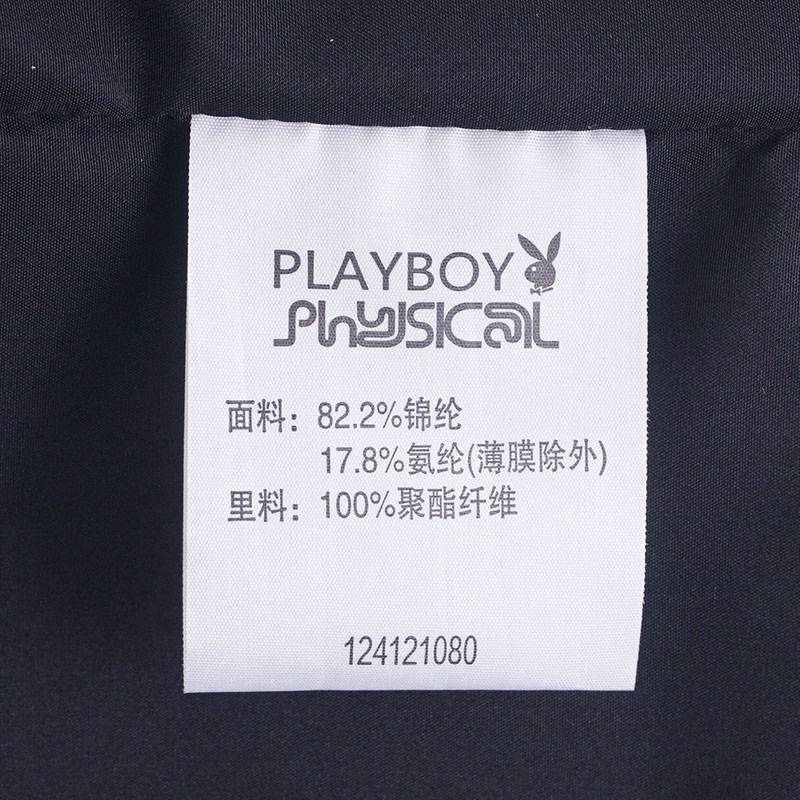 PLAYBOY
Physical
面料：82.2%锦纶
17.8%氨纶(薄膜除外)
里料：100%聚酯纤维
124121080